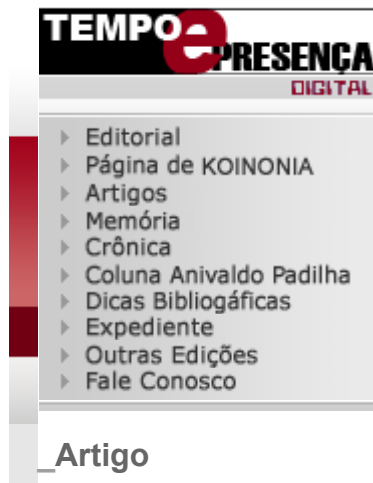 TEMPO e PRESENÇA
DIGITAL
Editorial
Página de KOINONIA
Artigos
Memória
Crônica
Coluna Anivaldo Padilha
Dicas Bibliogáficas
Expediente
Outras Edições
Fale Conosco
_Artigo